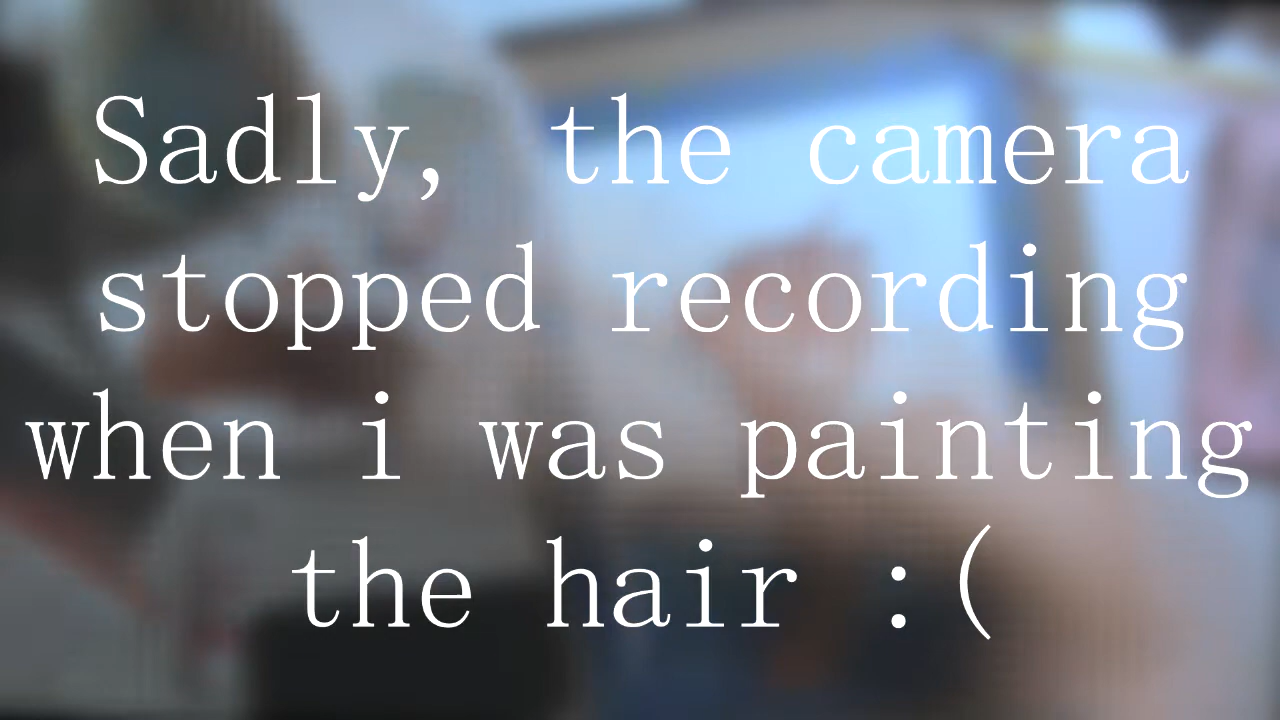 Sadly, the camera
stopped recording
when i was painting
the hair :(